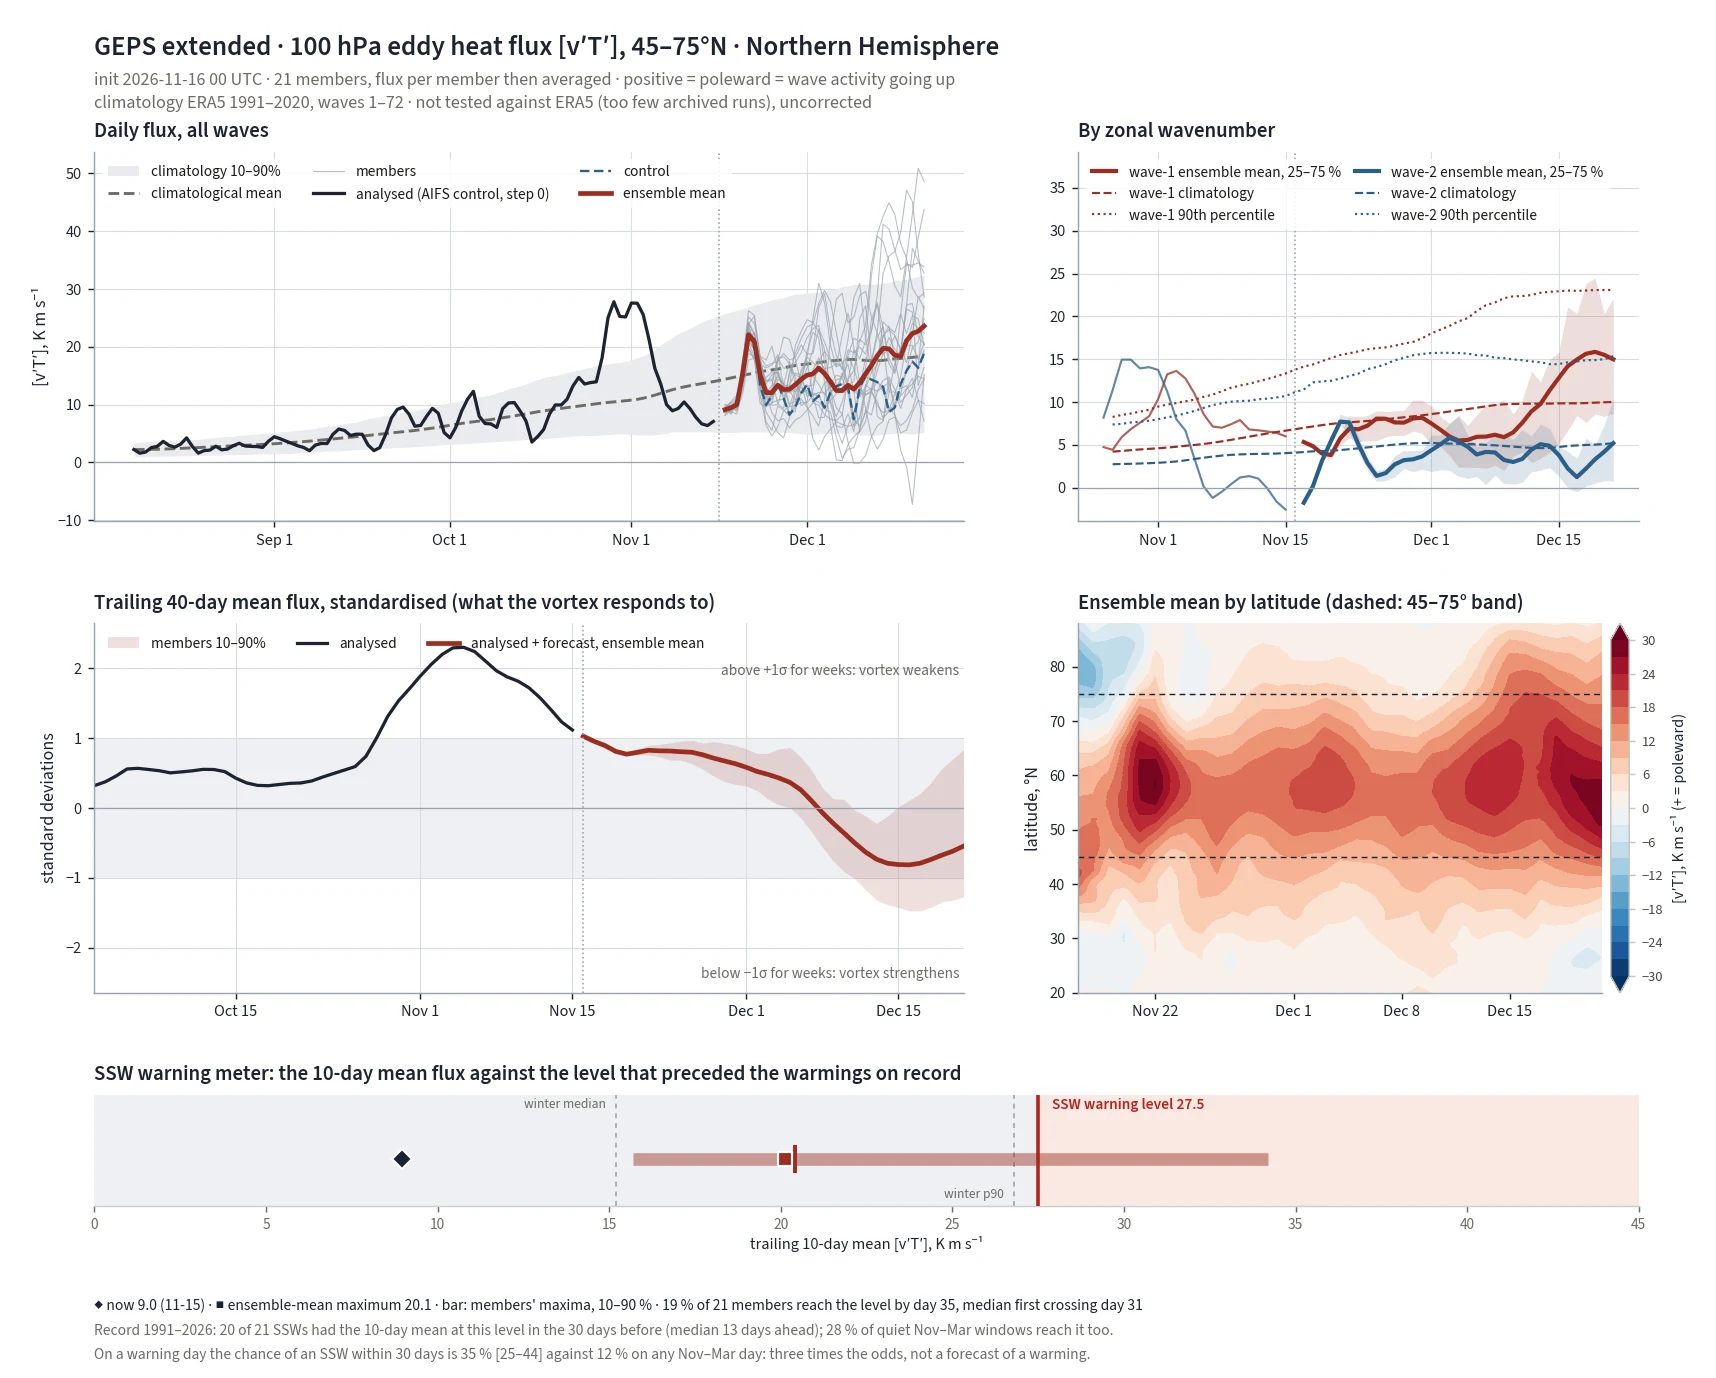 GEPS extended · 100 hPa eddy heat flux [v′T′], 45–75°N · Northern Hemisphere
init 2026-11-16 00 UTC · 21 members, flux per member then averaged · positive = poleward = wave activity going up
climatology ERA5 1991–2020, waves 1–72 · not tested against ERA5 (too few archived runs), uncorrected
Daily flux, all waves
climatology 10–90%
members
control
climatological mean
analysed (AIFS control, step 0)
ensemble mean
50
40
30
20
10
0
−10
[v′T′], K m s⁻¹
Sep 1
Oct 1
Nov 1
Dec 1
By zonal wavenumber
wave-1 ensemble mean, 25–75 %
wave-2 ensemble mean, 25–75 %
wave-1 climatology
wave-2 climatology
wave-1 90th percentile
wave-2 90th percentile
35
30
25
20
15
10
5
0
Nov 1
Nov 15
Dec 1
Dec 15
Trailing 40-day mean flux, standardised (what the vortex responds to)
members 10–90%
analysed
analysed + forecast, ensemble mean
above +1σ for weeks: vortex weakens
below −1σ for weeks: vortex strengthens
2
1
0
−1
−2
standard deviations
Oct 15
Nov 1
Nov 15
Dec 1
Dec 15
Ensemble mean by latitude (dashed: 45–75° band)
80
70
60
50
40
30
20
latitude, °N
Nov 22
Dec 1
Dec 8
Dec 15
30
24
18
12
6
0
−6
−12
−18
−24
−30
[v′T′], K m s⁻¹ (+ = poleward)
SSW warning meter: the 10-day mean flux against the level that preceded the warmings on record
winter median
SSW warning level 27.5
winter p90
0
5
10
15
20
25
30
35
40
45
trailing 10-day mean [v′T′], K m s⁻¹
◆ now 9.0 (11-15) · ■ ensemble-mean maximum 20.1 · bar: members' maxima, 10–90 % · 19 % of 21 members reach the level by day 35, median first crossing day 31
Record 1991–2026: 20 of 21 SSWs had the 10-day mean at this level in the 30 days before (median 13 days ahead); 28 % of quiet Nov–Mar windows reach it too.
On a warning day the chance of an SSW within 30 days is 35 % [25–44] against 12 % on any Nov–Mar day: three times the odds, not a forecast of a warming.